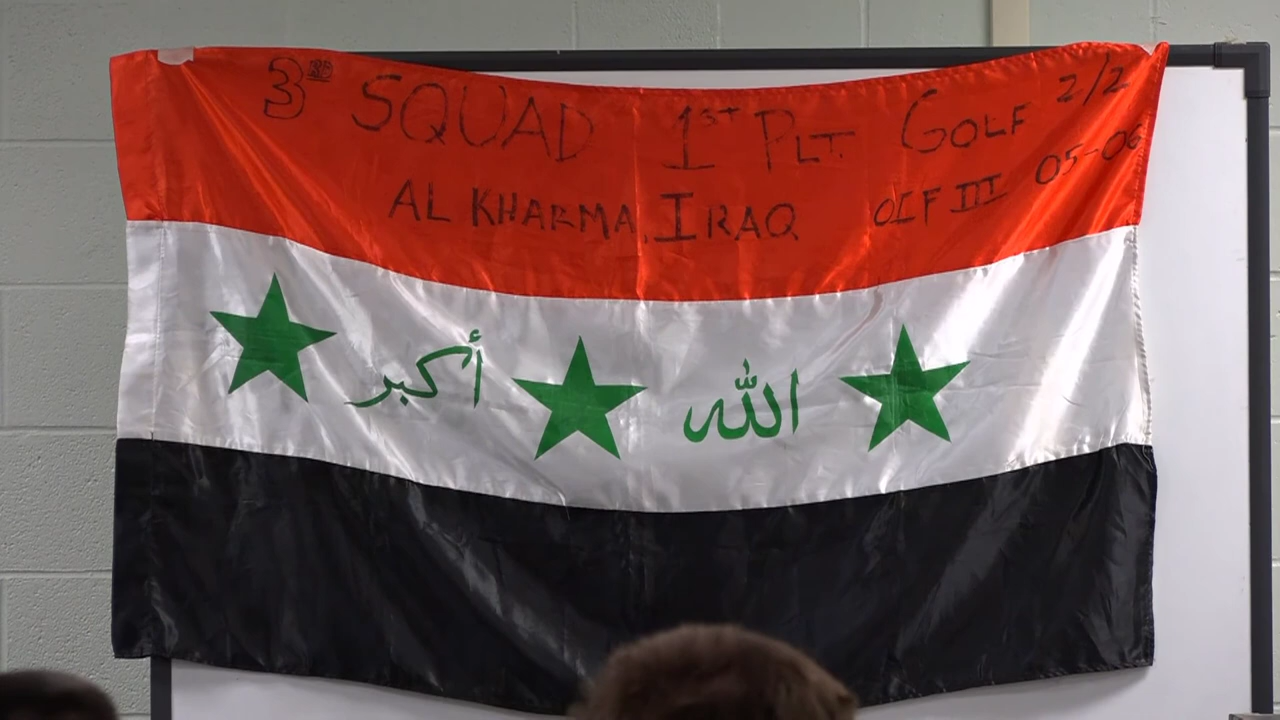 3RD SQUAD 1ST PLT. GOLF 2/2
AL KHARMA, IRAQ OIF III 05-06
الله أكبر